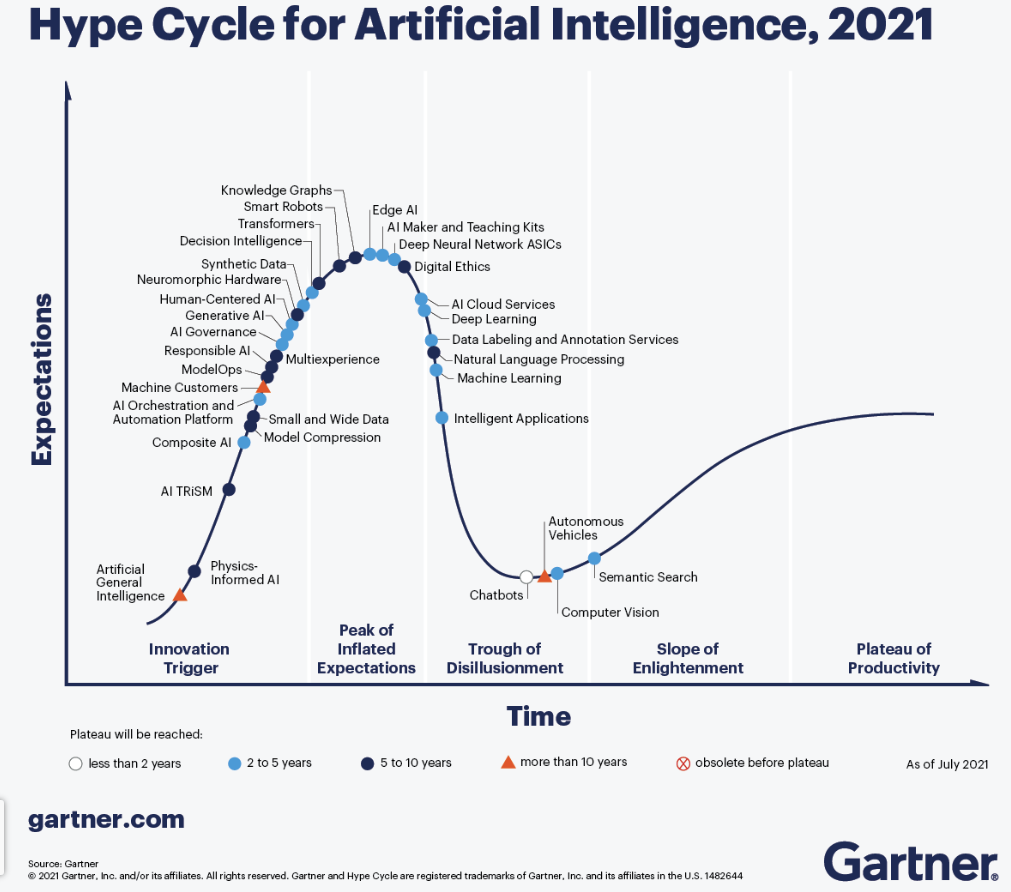 Hype Cycle for Artificial Intelligence, 2021
Expectations
Knowledge Graphs
Smart Robots
Transformers
Decision Intelligence
Synthetic Data
Neuromorphic Hardware
Human-Centered AI
Generative AI
AI Governance
Responsible AI
Multiexperience
ModelOps
Machine Customers
AI Orchestration and
Automation Platform
Small and Wide Data
Model Compression
Composite AI
AI TRiSM
Physics-
Informed AI
Artificial
General
Intelligence
Edge AI
AI Maker and Teaching Kits
Deep Neural Network ASICs
Digital Ethics
AI Cloud Services
Deep Learning
Data Labeling and Annotation Services
Natural Language Processing
Machine Learning
Intelligent Applications
Autonomous
Vehicles
Chatbots
Semantic Search
Computer Vision
Innovation
Trigger
Peak of
Inflated
Expectations
Trough of
Disillusionment
Slope of
Enlightenment
Plateau of
Productivity
Time
Plateau will be reached:
less than 2 years
2 to 5 years
5 to 10 years
more than 10 years
obsolete before plateau
As of July 2021
gartner.com
Source: Gartner
© 2021 Gartner, Inc. and/or its affiliates. All rights reserved. Gartner and Hype Cycle are registered trademarks of Gartner, Inc. and its affiliates in the U.S. 1482644
Gartner®